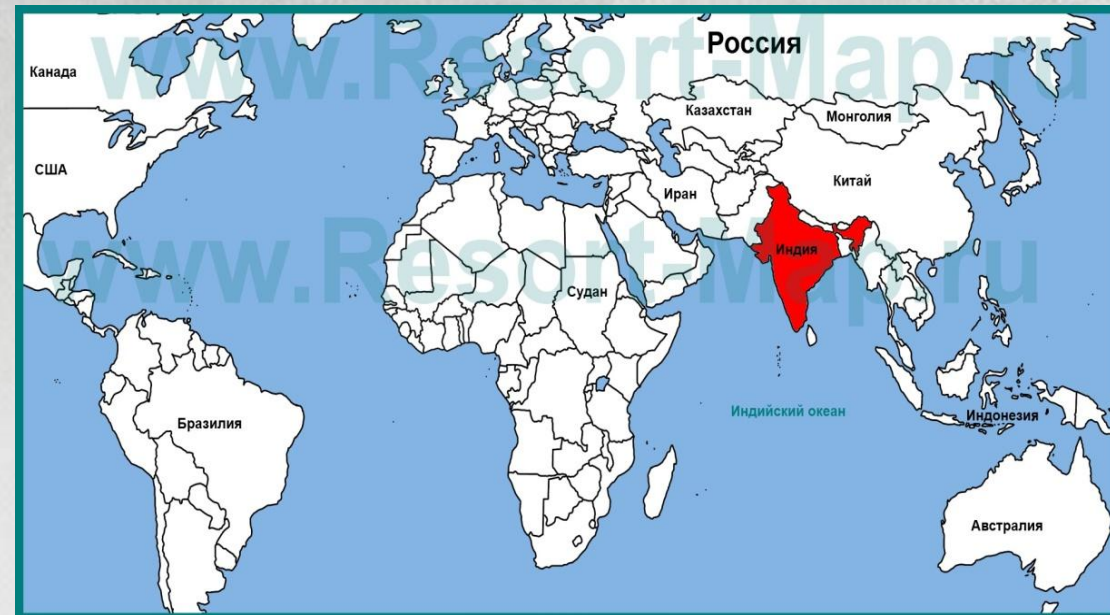 www.Resort-Map.ru
Россия
Канада
Казахстан
Монголия
США
Иран
Китай
www.Resort-Map.ru
Индия
Судан
Индийский океан
Индонезия
Бразилия
Австралия